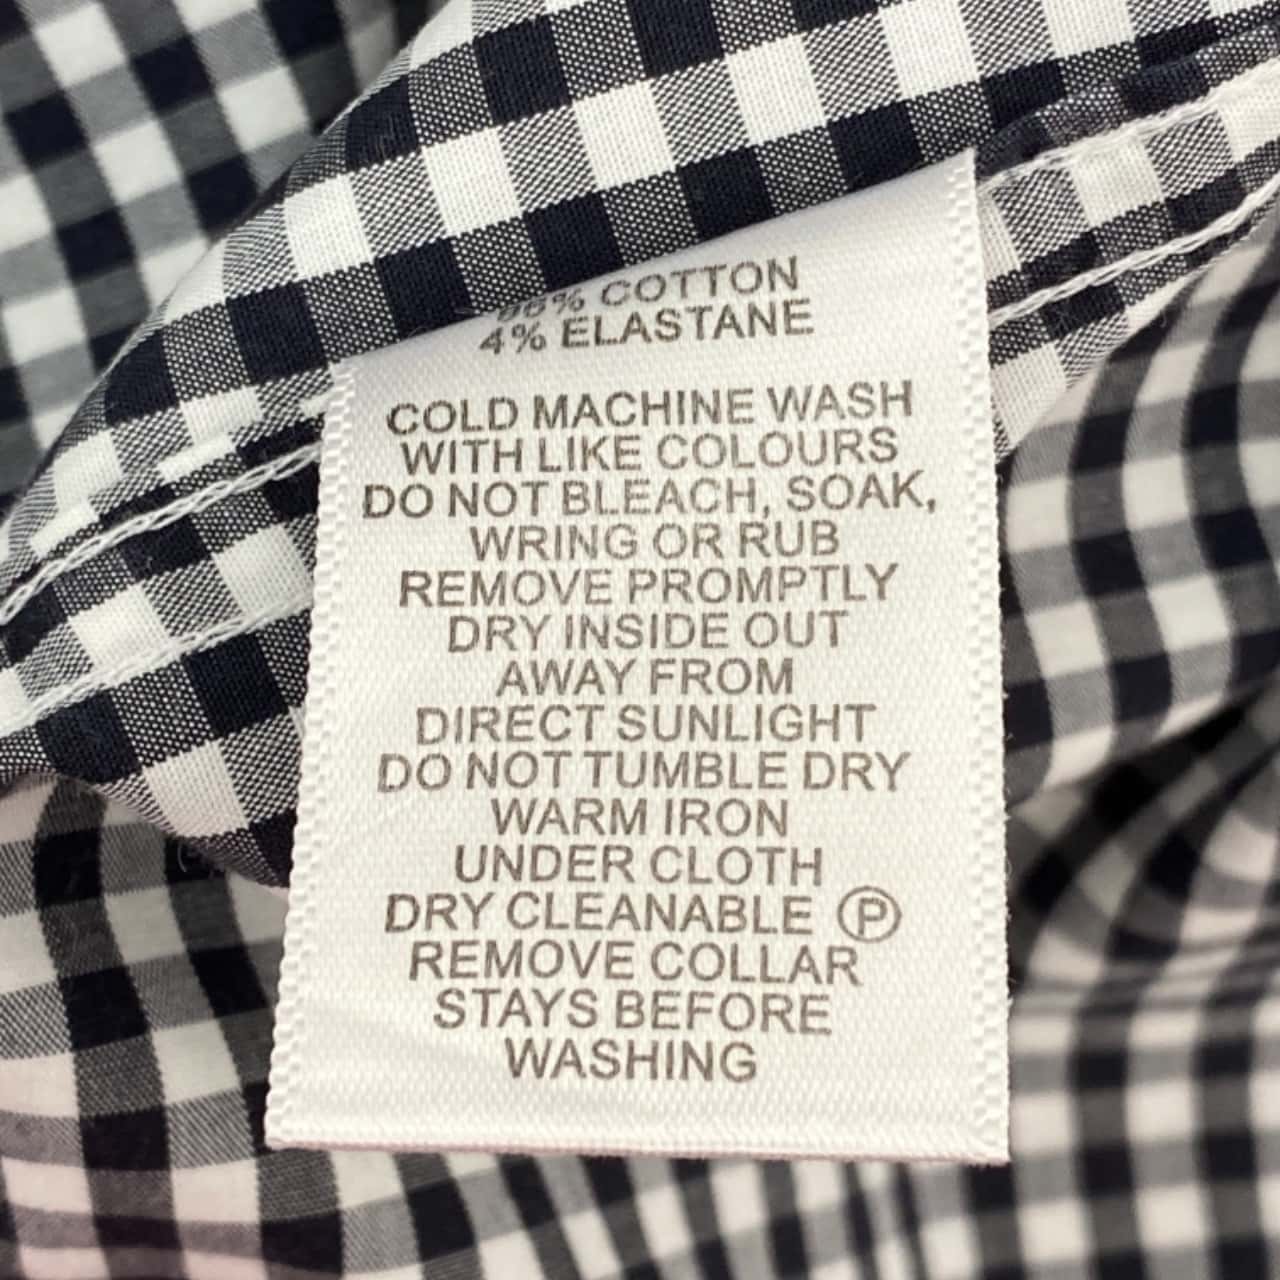 96% COTTON
4% ELASTANE
COLD MACHINE WASH
WITH LIKE COLOURS
DO NOT BLEACH, SOAK,
WRING OR RUB
REMOVE PROMPTLY
DRY INSIDE OUT
AWAY FROM
DIRECT SUNLIGHT
DO NOT TUMBLE DRY
WARM IRON
UNDER CLOTH
DRY CLEANABLE Ⓟ
REMOVE COLLAR
STAYS BEFORE
WASHING